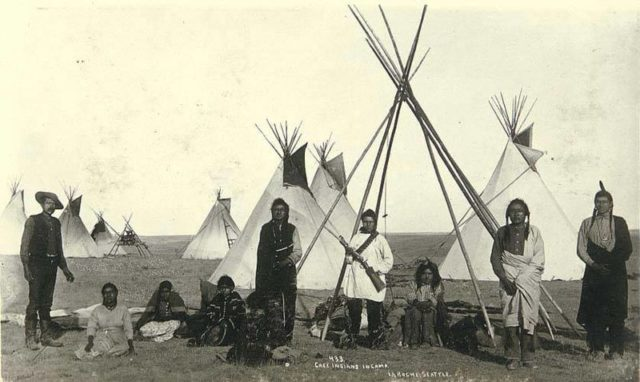 433
CREE INDIANS IN CAMP
LA ROCHE SEATTLE.